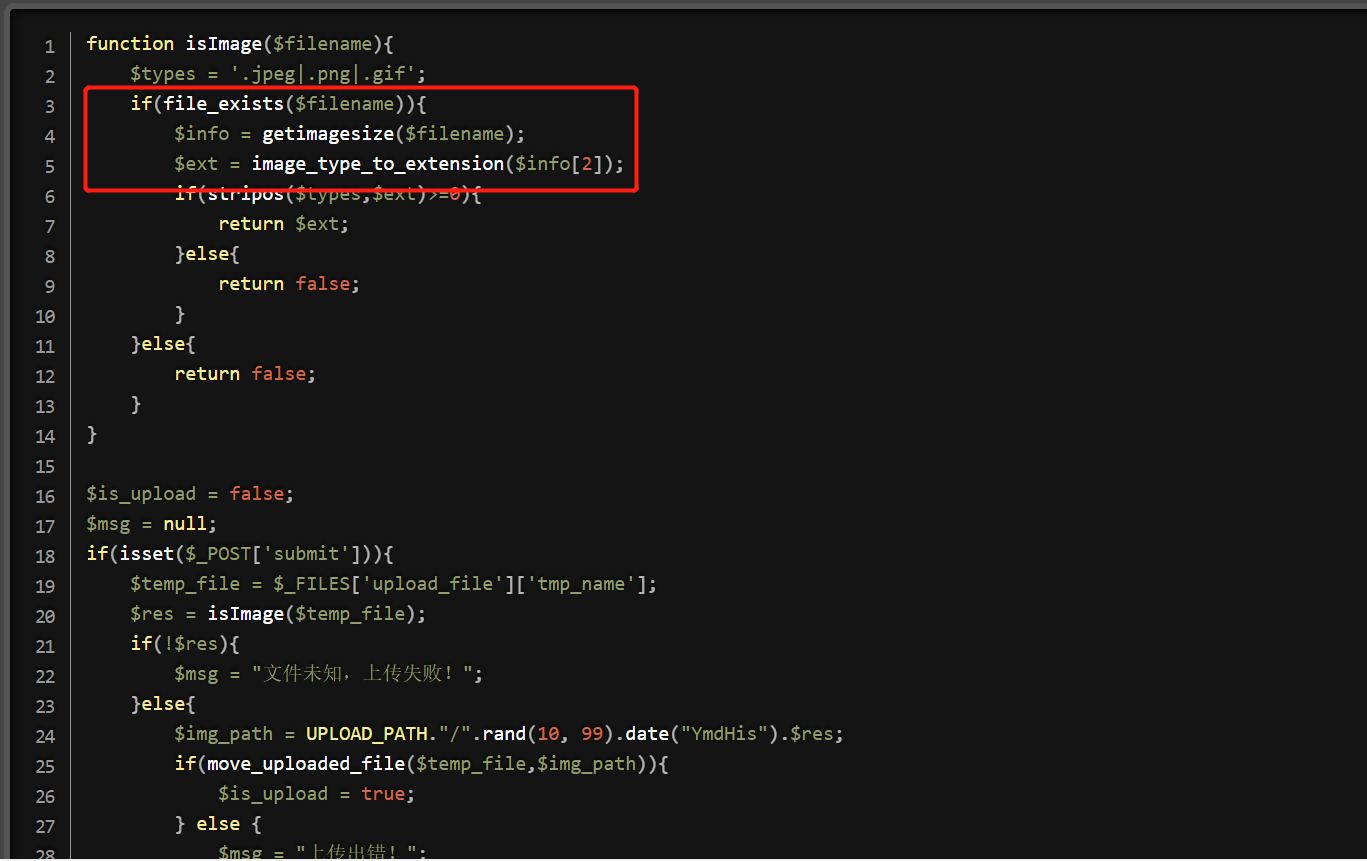 1 function isImage($filename){
2 $types = '.jpeg|.png|.gif';
3 if(file_exists($filename)){
4 $info = getimagesize($filename);
5 $ext = image_type_to_extension($info[2]);
6 if(stripos($types,$ext)>=0){
7 return $ext;
8 }else{
9 return false;
10 }
11 }else{
12 return false;
13 }
14 }
15
16 $is_upload = false;
17 $msg = null;
18 if(isset($_POST['submit'])){
19 $temp_file = $_FILES['upload_file']['tmp_name'];
20 $res = isImage($temp_file);
21 if(!$res){
22 $msg = "文件未知，上传失败！";
23 }else{
24 $img_path = UPLOAD_PATH."/".rand(10, 99).date("YmdHis").$res;
25 if(move_uploaded_file($temp_file,$img_path)){
26 $is_upload = true;
27 } else {
28 $msg = "上传出错！";